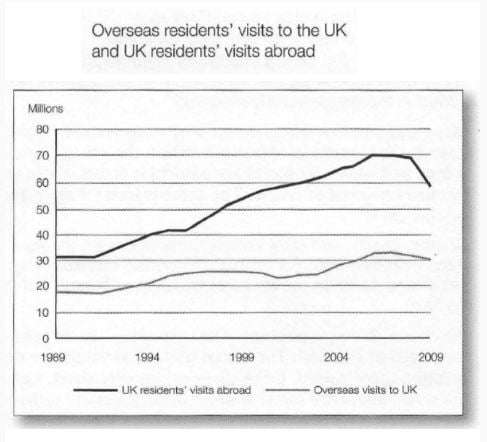 Overseas residents' visits to the UK
and UK residents' visits abroad
Millions
80
70
60
50
40
30
20
10
0
1989 1994 1999 2004 2009
UK residents' visits abroad Overseas visits to UK